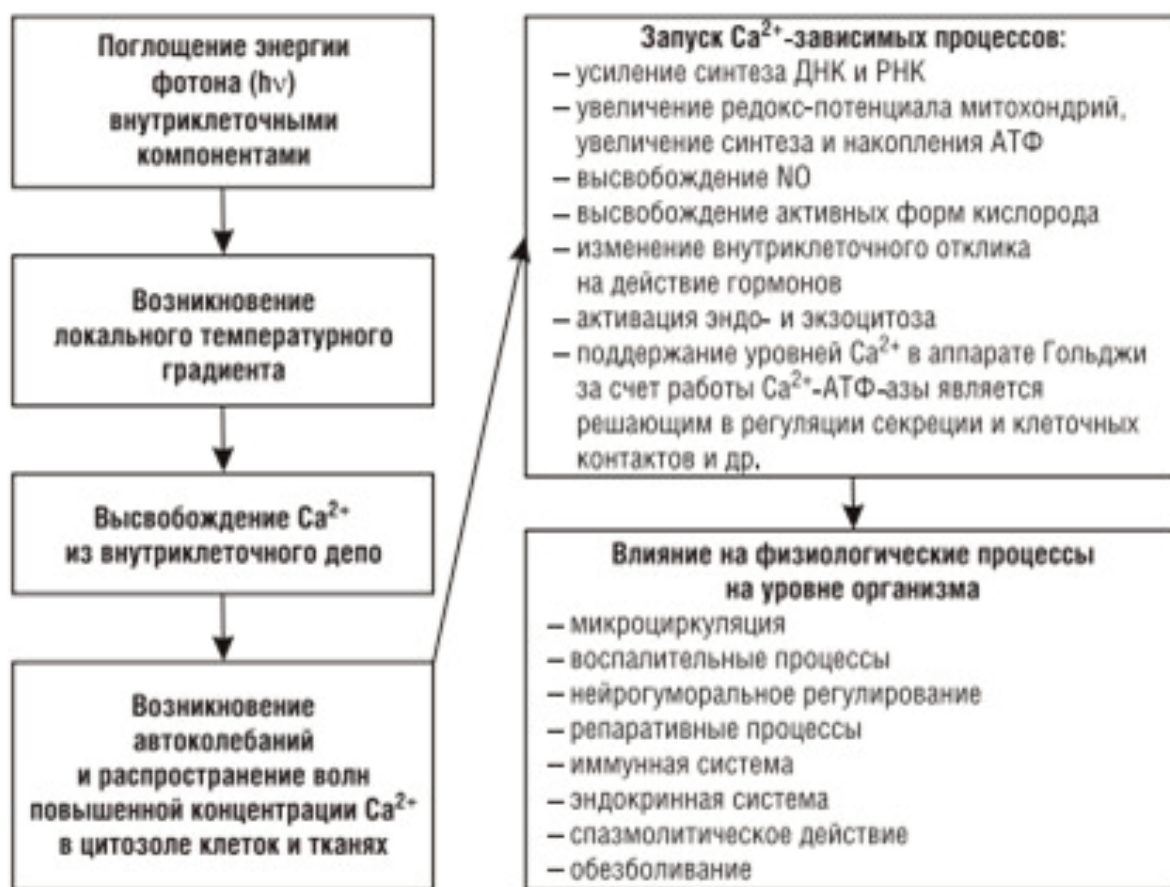 Поглощение энергии
фотона (hν)
внутриклеточными
компонентами
Возникновение
локального температурного
градиента
Высвобождение Ca²⁺
из внутриклеточного депо
Возникновение
автоколебаний
и распространение волн
повышенной концентрации Ca²⁺
в цитозоле клеток и тканях
Запуск Ca²⁺-зависимых процессов:
– усиление синтеза ДНК и РНК
– увеличение редокс-потенциала митохондрий,
увеличение синтеза и накопления АТФ
– высвобождение NO
– высвобождение активных форм кислорода
– изменение внутриклеточного отклика
на действие гормонов
– активация эндо- и экзоцитоза
– поддержание уровней Ca²⁺ в аппарате Гольджи
за счет работы Ca²⁺-АТФ-азы является
решающим в регуляции секреции и клеточных
контактов и др.
Влияние на физиологические процессы
на уровне организма
– микроциркуляция
– воспалительные процессы
– нейрогуморальное регулирование
– репаративные процессы
– иммунная система
– эндокринная система
– спазмолитическое действие
– обезболивание